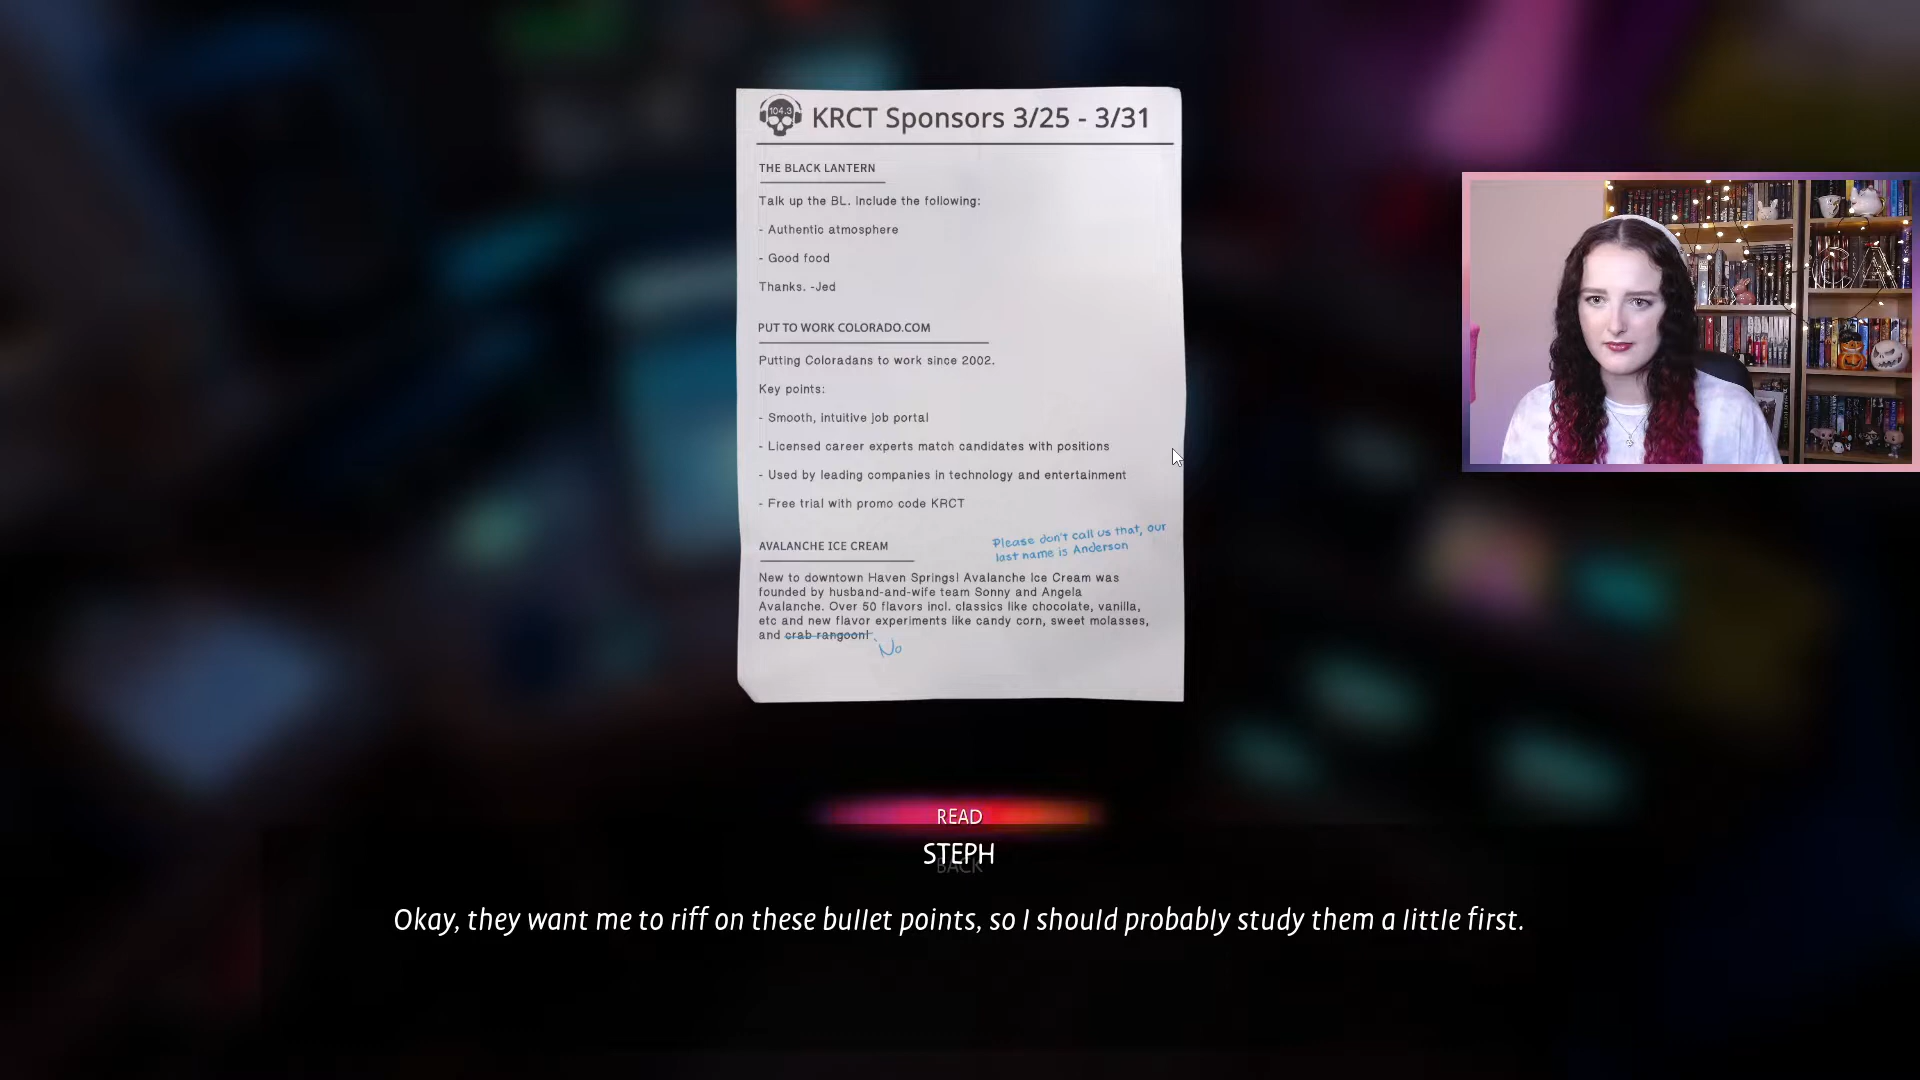 104.3
KRCT Sponsors 3/25 - 3/31
THE BLACK LANTERN
Talk up the BL. Include the following:
- Authentic atmosphere
- Good food
Thanks. -Jed
PUT TO WORK COLORADO.COM
Putting Coloradans to work since 2002.
Key points:
- Smooth, intuitive job portal
- Licensed career experts match candidates with positions
- Used by leading companies in technology and entertainment
- Free trial with promo code KRCT
Please don't call us that, our
last name is Anderson
AVALANCHE ICE CREAM
New to downtown Haven Springs! Avalanche Ice Cream was
founded by husband-and-wife team Sonny and Angela
Avalanche. Over 50 flavors incl. classics like chocolate, vanilla,
etc and new flavor experiments like candy corn, sweet molasses,
and crab rangoon!
No
READ
STEPH
BACK
Okay, they want me to riff on these bullet points, so I should probably study them a little first.